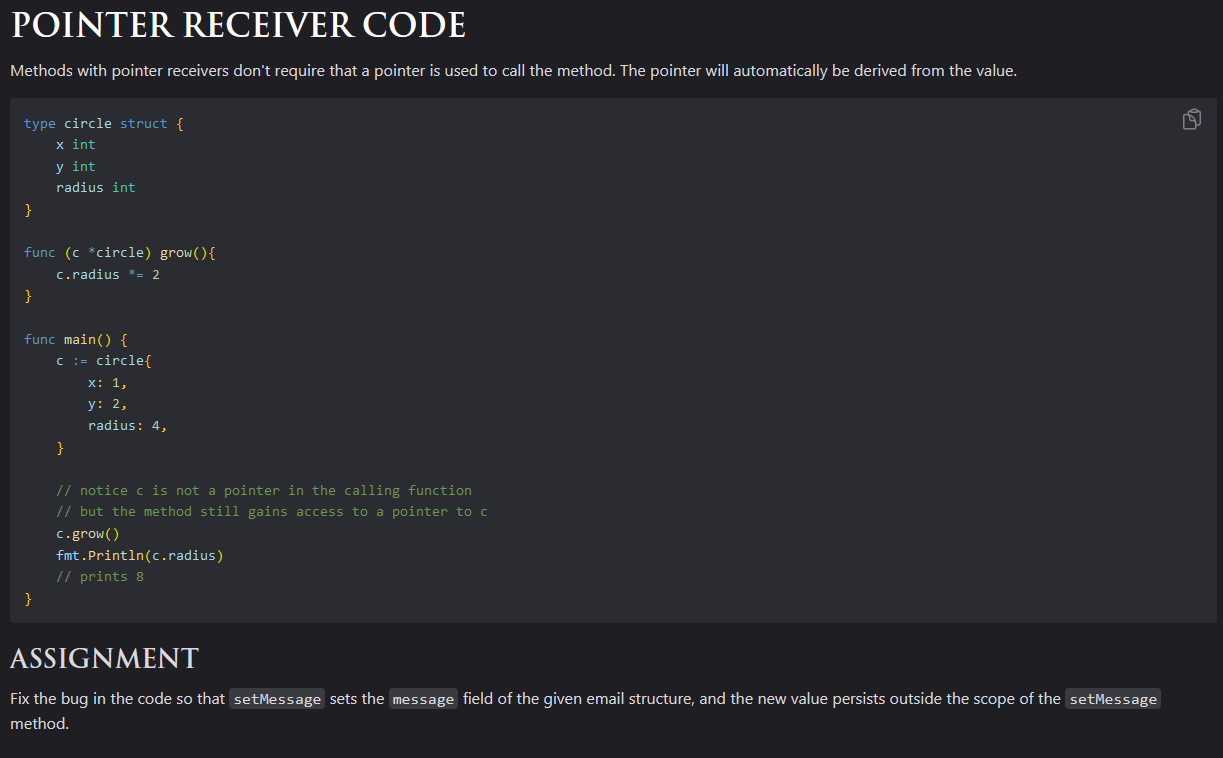 POINTER RECEIVER CODE
Methods with pointer receivers don't require that a pointer is used to call the method. The pointer will automatically be derived from the value.
type circle struct {
    x int
    y int
    radius int
}

func (c *circle) grow(){
    c.radius *= 2
}

func main() {
    c := circle{
        x: 1,
        y: 2,
        radius: 4,
    }

    // notice c is not a pointer in the calling function
    // but the method still gains access to a pointer to c
    c.grow()
    fmt.Println(c.radius)
    // prints 8
}
ASSIGNMENT
Fix the bug in the code so that setMessage sets the message field of the given email structure, and the new value persists outside the scope of the setMessage
method.